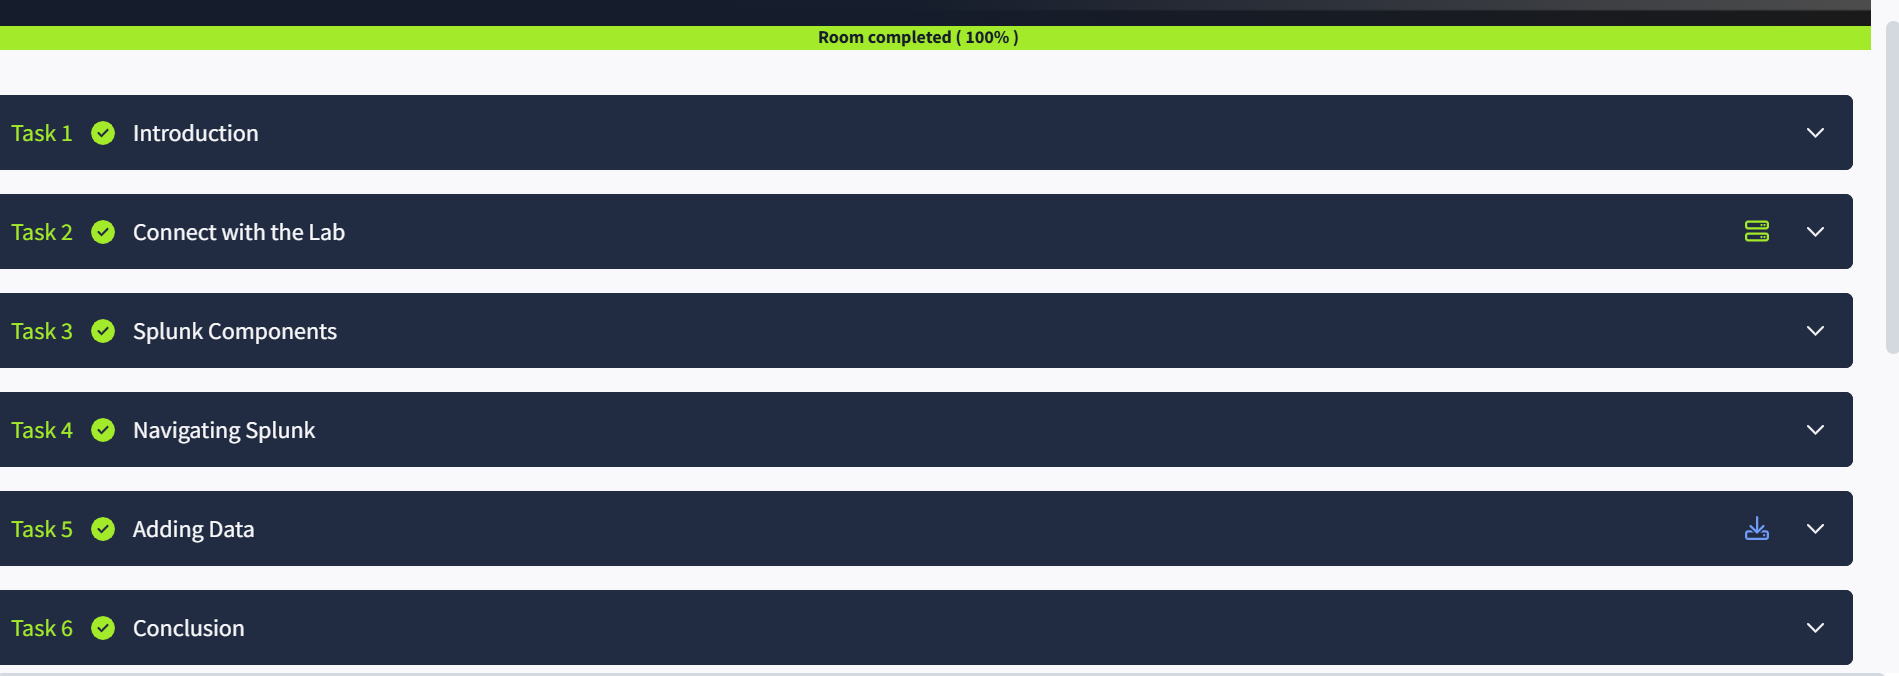 Room completed ( 100% )
Task 1 Introduction
Task 2 Connect with the Lab
Task 3 Splunk Components
Task 4 Navigating Splunk
Task 5 Adding Data
Task 6 Conclusion